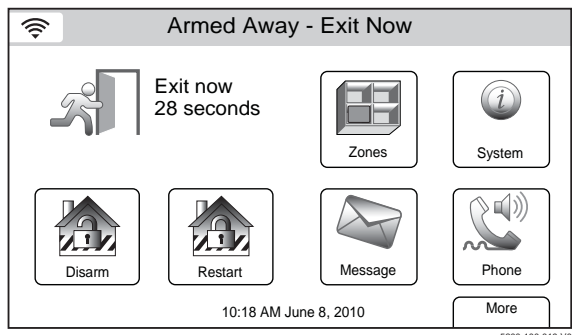 Armed Away - Exit Now
Exit now
28 seconds
Zones
System
Disarm
Restart
Message
Phone
10:18 AM June 8, 2010
More